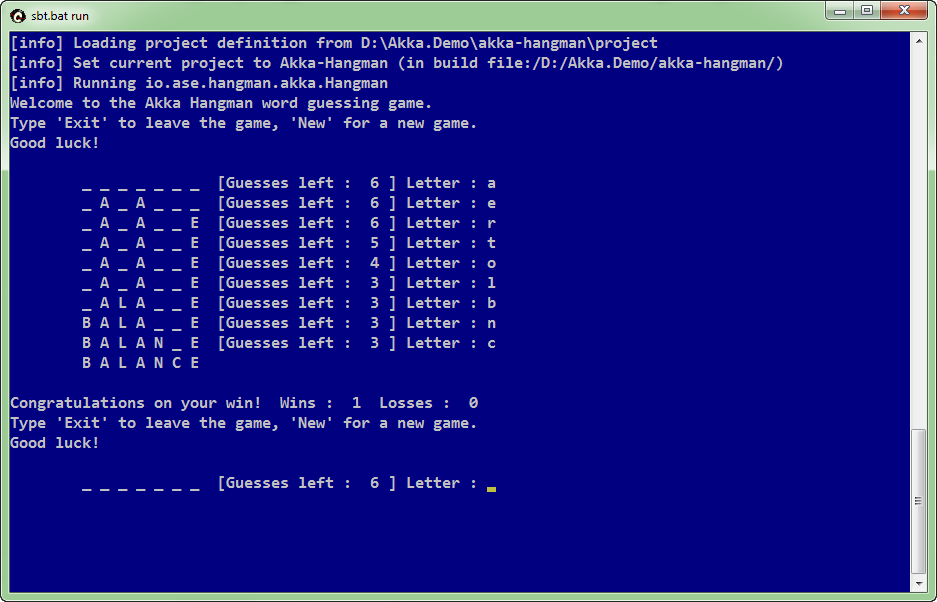 sbt.bat run
[info] Loading project definition from D:\Akka.Demo\akka-hangman\project
[info] Set current project to Akka-Hangman (in build file:/D:/Akka.Demo/akka-hangman/)
[info] Running io.ase.hangman.akka.Hangman
Welcome to the Akka Hangman word guessing game.
Type 'Exit' to leave the game, 'New' for a new game.
Good luck!
_ _ _ _ _ _ _  [Guesses left :  6 ] Letter : a
_ A _ A _ _ _  [Guesses left :  6 ] Letter : e
_ A _ A _ _ E  [Guesses left :  6 ] Letter : r
_ A _ A _ _ E  [Guesses left :  5 ] Letter : t
_ A _ A _ _ E  [Guesses left :  4 ] Letter : o
_ A _ A _ _ E  [Guesses left :  3 ] Letter : l
_ A L A _ _ E  [Guesses left :  3 ] Letter : b
B A L A _ _ E  [Guesses left :  3 ] Letter : n
B A L A N _ E  [Guesses left :  3 ] Letter : c
B A L A N C E
Congratulations on your win!  Wins :  1  Losses :  0
Type 'Exit' to leave the game, 'New' for a new game.
Good luck!
_ _ _ _ _ _ _  [Guesses left :  6 ] Letter :